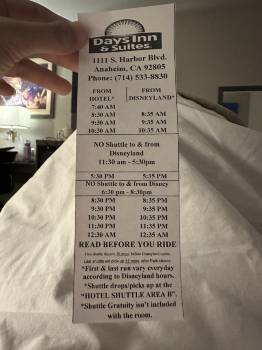 Days Inn
& Suites
1111 S. Harbor Blvd.
Anaheim, CA 92805
Phone: (714) 533-8830
FROM HOTEL* FROM DISNEYLAND*
7:40 AM
8:30 AM 8:35 AM
9:30 AM 9:35 AM
10:30 AM 10:35 AM
NO Shuttle to & from
Disneyland
11:30 am - 5:30pm
5:30 PM 5:35 PM
NO Shuttle to & from Disney
6:30 pm - 8:30pm
8:30 PM 8:35 PM
9:30 PM 9:35 PM
10:30 PM 10:35 PM
11:30 PM 11:35 PM
12:30 AM 12:35 AM
READ BEFORE YOU RIDE
*First & last run vary everyday
according to Disneyland hours.
*Shuttle drops/picks up at the
"HOTEL SHUTTLE AREA B".
*Shuttle Gratuity isn't included
with the room.